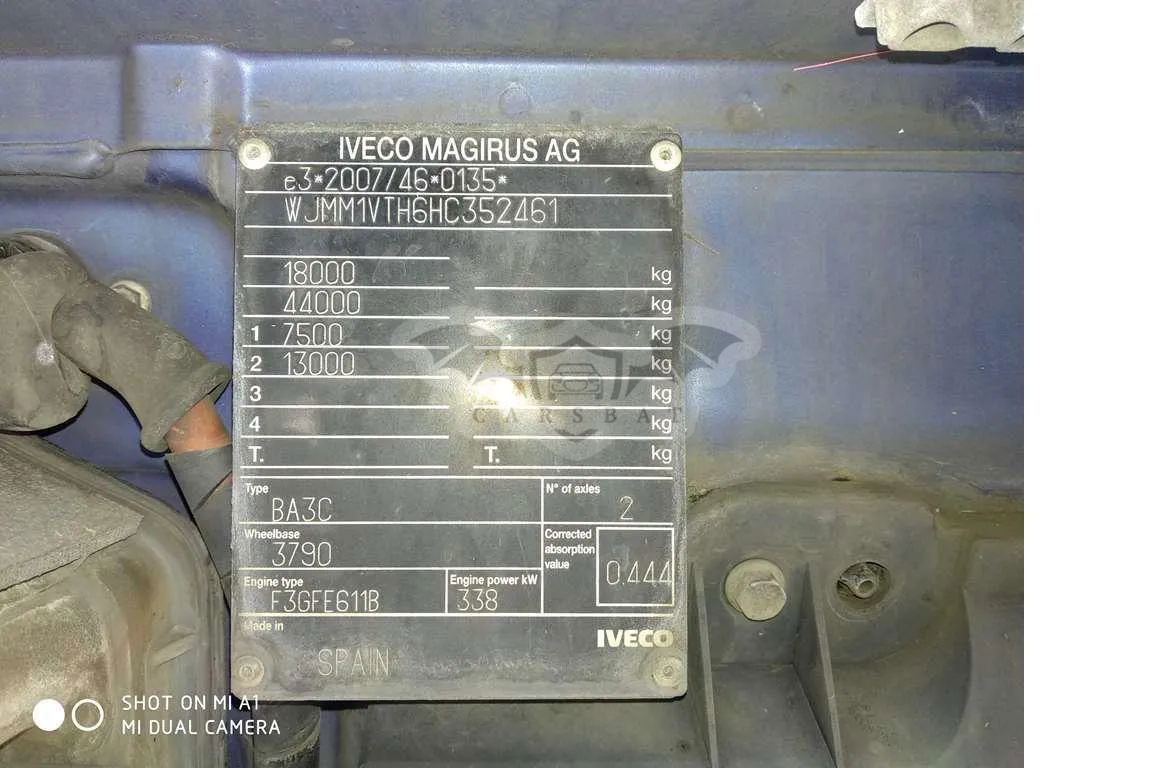 IVECO MAGIRUS AG
e3*2007/46*0135*
WJMM1VTH6HC352461
18000 kg
44000 kg
1 7500 kg
2 13000 kg
3 kg
4 kg
T. T. kg
Type N° of axles
BA3C 2
Wheelbase Corrected absorption value
3790 0.444
Engine type Engine power kW
F3GFE611B 338
Made in
IVECO
SPAIN
CARSBAT
SHOT ON MI A1
MI DUAL CAMERA